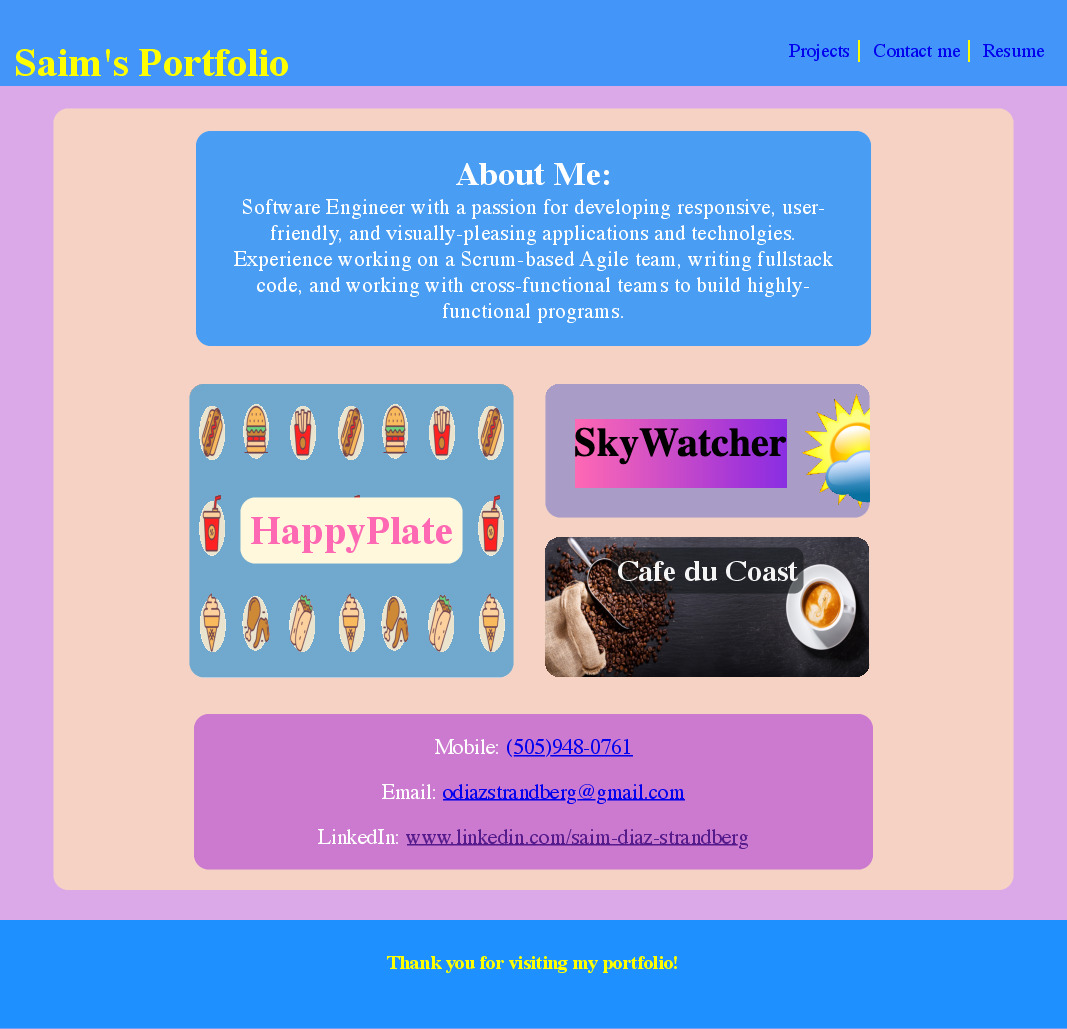 Saim's Portfolio
Projects
Contact me
Resume
About Me:
Software Engineer with a passion for developing responsive, user-
friendly, and visually-pleasing applications and technolgies.
Experience working on a Scrum-based Agile team, writing fullstack
code, and working with cross-functional teams to build highly-
functional programs.
HappyPlate
SkyWatcher
Cafe du Coast
Mobile: (505)948-0761
Email: odiazstrandberg@gmail.com
LinkedIn: www.linkedin.com/saim-diaz-strandberg
Thank you for visiting my portfolio!